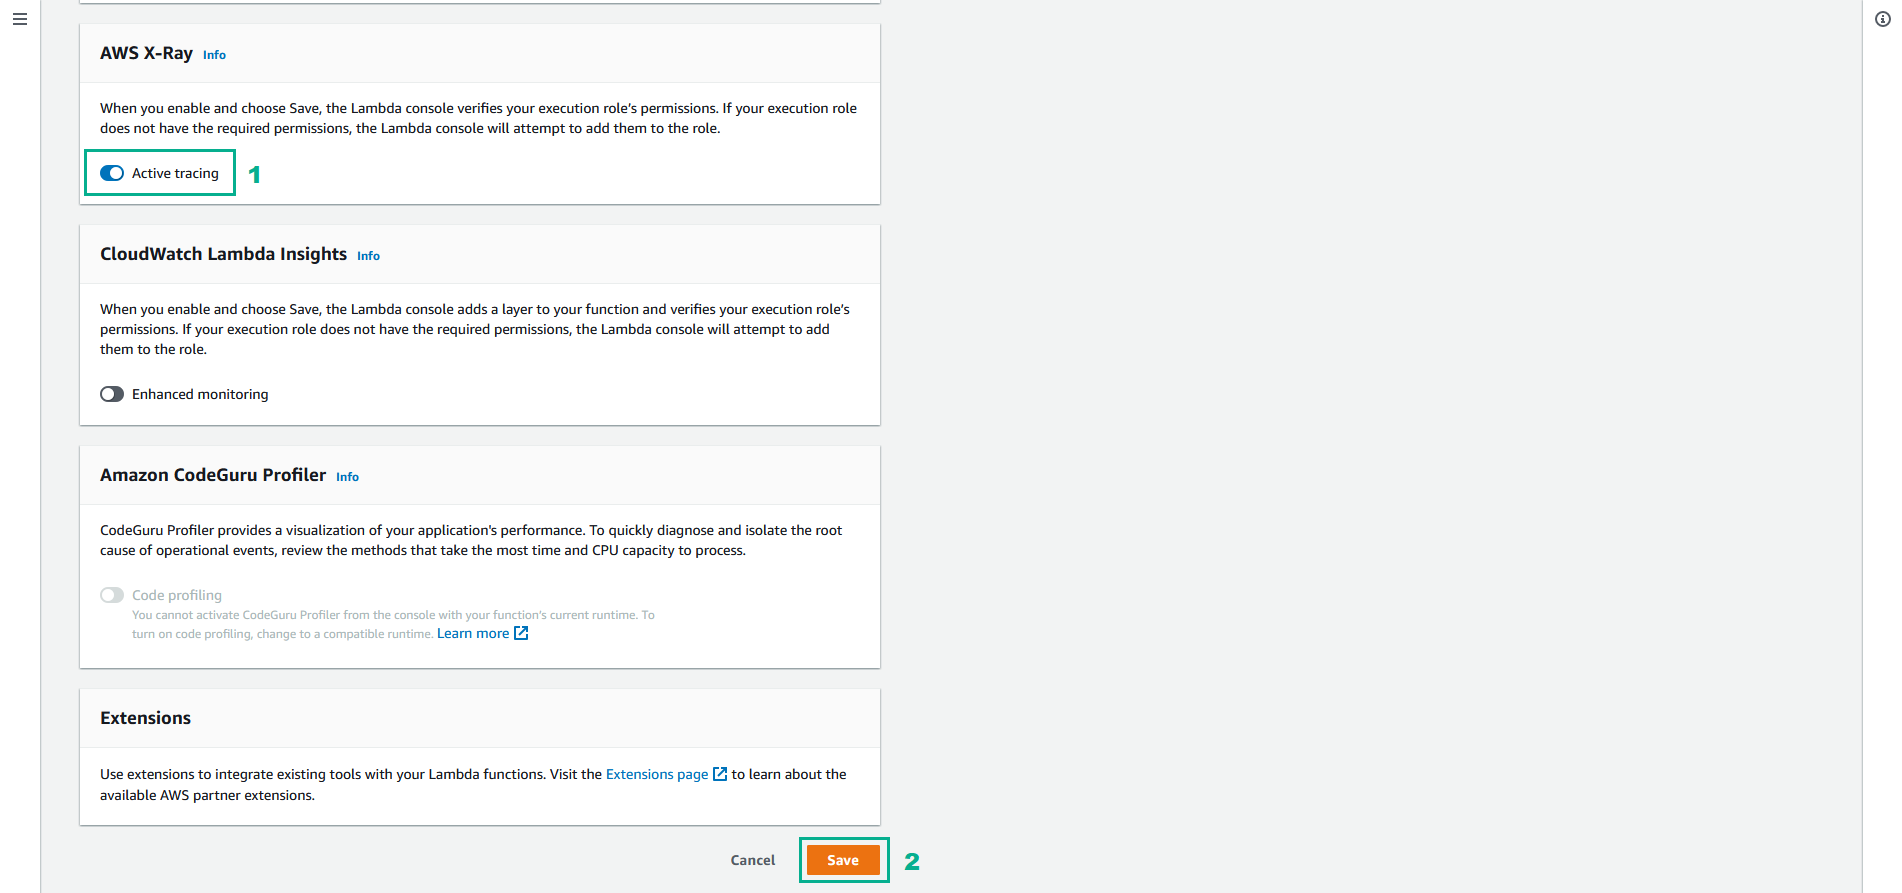 AWS X-Ray Info
When you enable and choose Save, the Lambda console verifies your execution role's permissions. If your execution role
does not have the required permissions, the Lambda console will attempt to add them to the role.
Active tracing 1
CloudWatch Lambda Insights Info
When you enable and choose Save, the Lambda console adds a layer to your function and verifies your execution role's
permissions. If your execution role does not have the required permissions, the Lambda console will attempt to add
them to the role.
Enhanced monitoring
Amazon CodeGuru Profiler Info
CodeGuru Profiler provides a visualization of your application's performance. To quickly diagnose and isolate the root
cause of operational events, review the methods that take the most time and CPU capacity to process.
Code profiling
You cannot activate CodeGuru Profiler from the console with your function's current runtime. To
turn on code profiling, change to a compatible runtime. Learn more
Extensions
Use extensions to integrate existing tools with your Lambda functions. Visit the Extensions page to learn about the
available AWS partner extensions.
Cancel Save 2